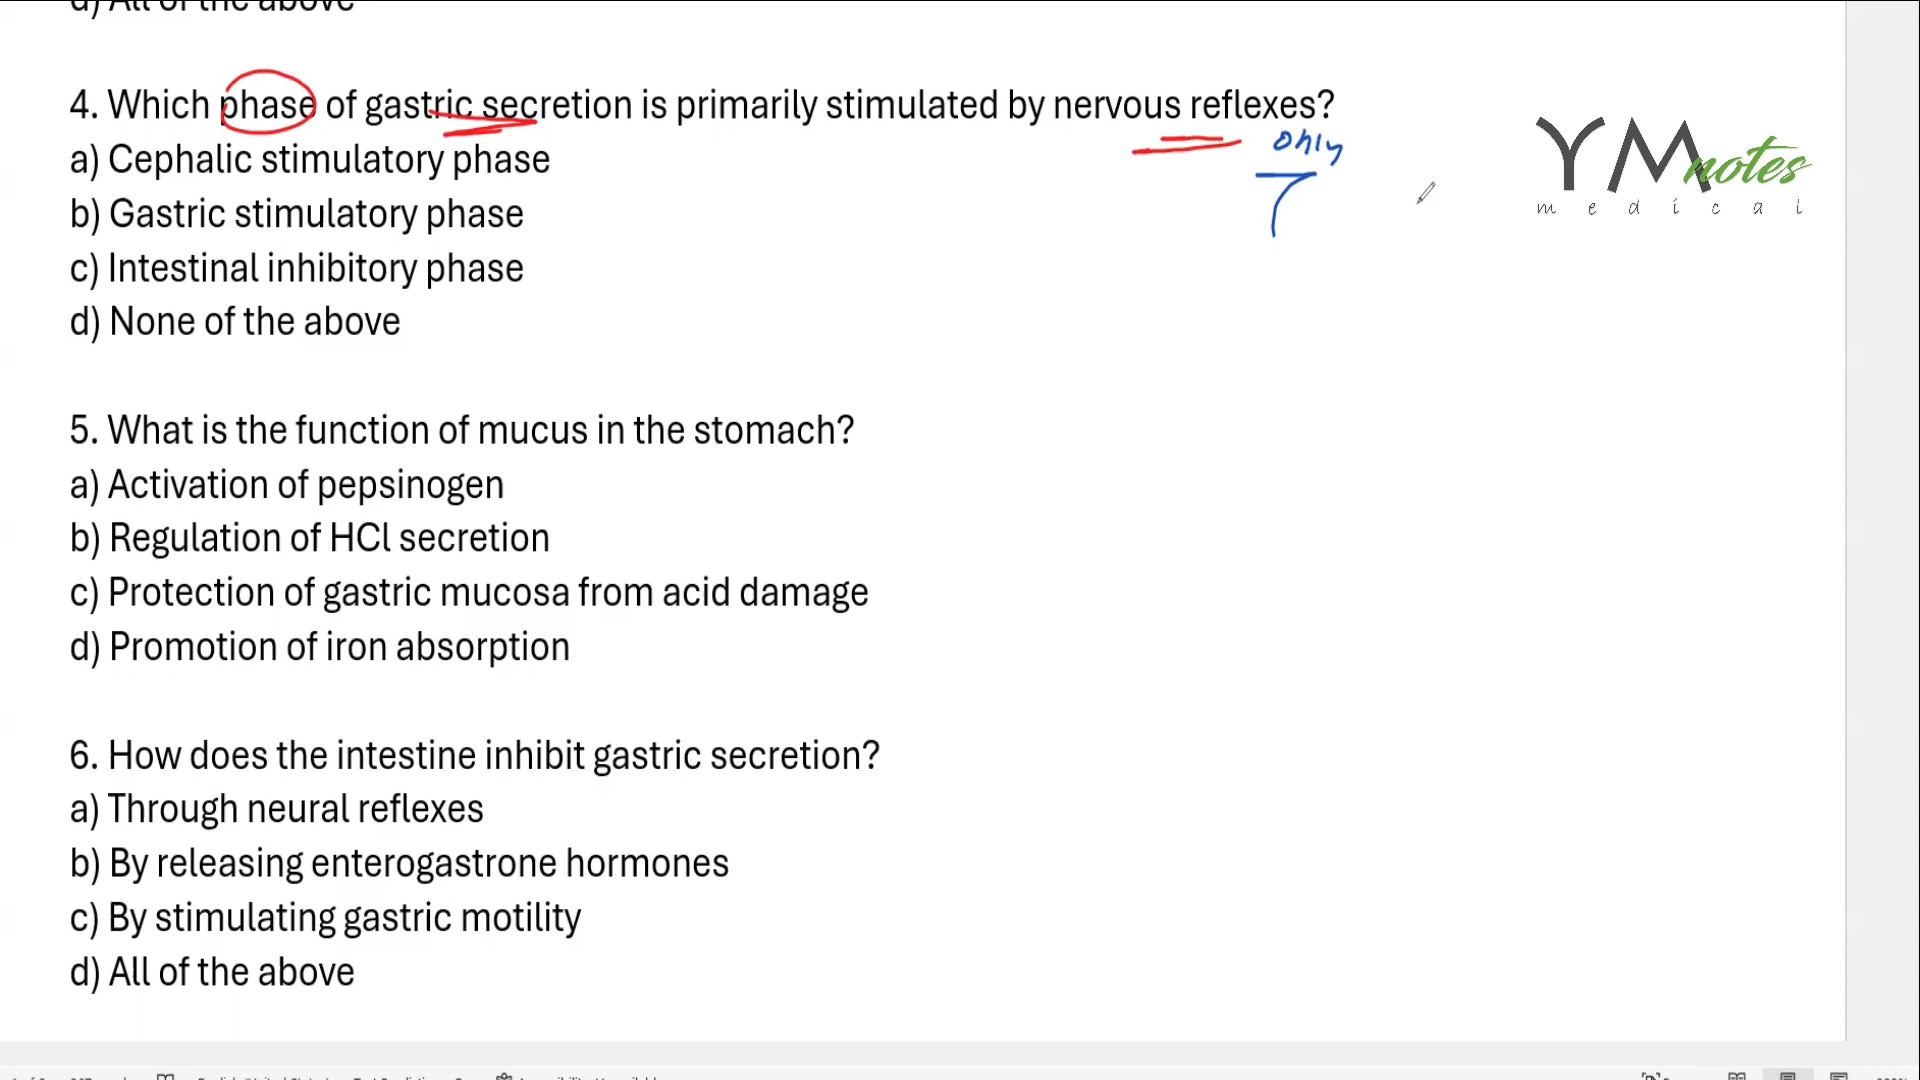 d) All of the above
4. Which phase of gastric secretion is primarily stimulated by nervous reflexes?
only
a) Cephalic stimulatory phase
b) Gastric stimulatory phase
c) Intestinal inhibitory phase
d) None of the above
YM notes
medical
5. What is the function of mucus in the stomach?
a) Activation of pepsinogen
b) Regulation of HCl secretion
c) Protection of gastric mucosa from acid damage
d) Promotion of iron absorption
6. How does the intestine inhibit gastric secretion?
a) Through neural reflexes
b) By releasing enterogastrone hormones
c) By stimulating gastric motility
d) All of the above